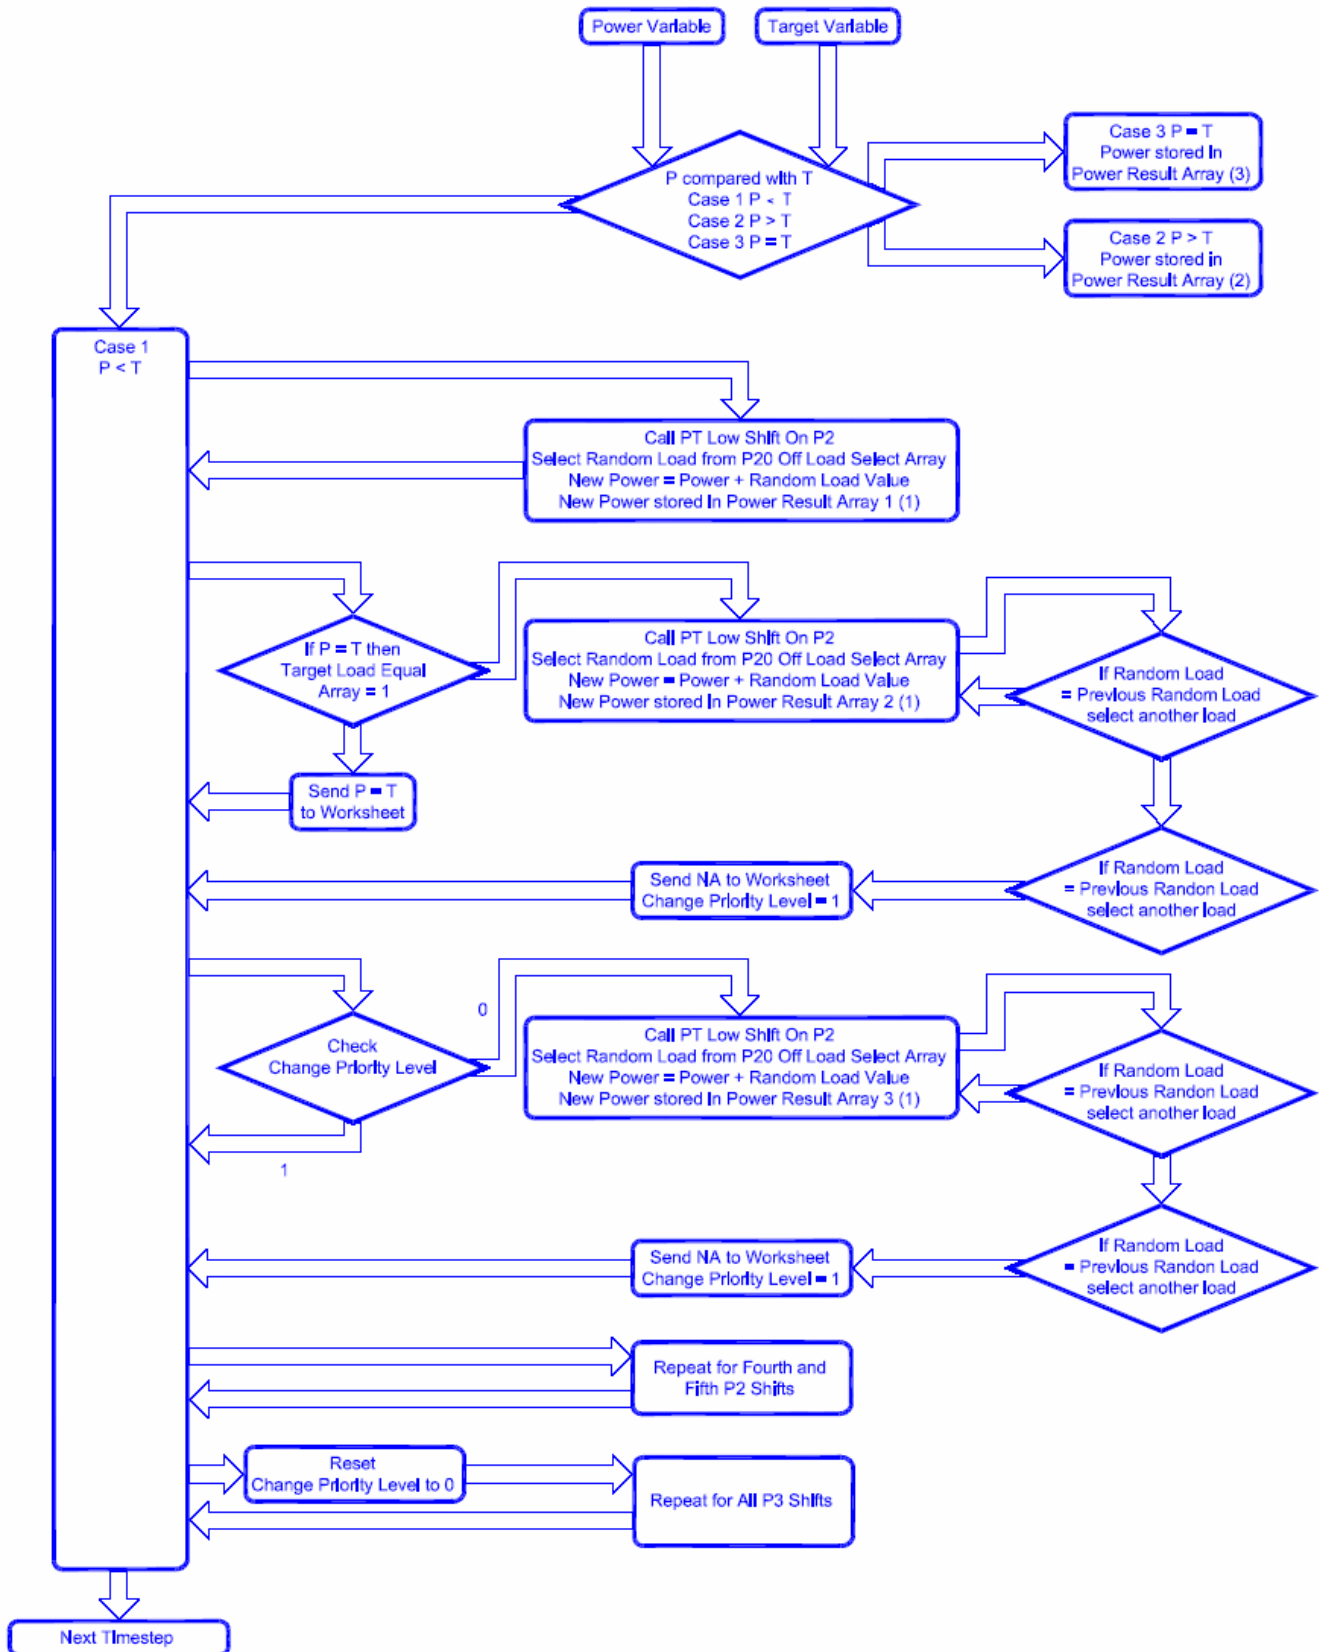 Power Variable
Target Variable
P compared with T
Case 1 P < T
Case 2 P > T
Case 3 P = T
Case 3 P = T
Power stored in
Power Result Array (3)
Case 2 P > T
Power stored in
Power Result Array (2)
Case 1
P < T
Call PT Low Shift On P2
Select Random Load from P20 Off Load Select Array
New Power = Power + Random Load Value
New Power stored in Power Result Array 1 (1)
If P = T then
Target Load Equal
Array = 1
Call PT Low Shift On P2
Select Random Load from P20 Off Load Select Array
New Power = Power + Random Load Value
New Power stored in Power Result Array 2 (1)
If Random Load
= Previous Random Load
select another load
Send P = T
to Worksheet
If Random Load
= Previous Randon Load
select another load
Send NA to Worksheet
Change Priority Level = 1
Check
Change Priority Level
0
1
Call PT Low Shift On P2
Select Random Load from P20 Off Load Select Array
New Power = Power + Random Load Value
New Power stored in Power Result Array 3 (1)
If Random Load
= Previous Randon Load
select another load
If Random Load
= Previous Randon Load
select another load
Send NA to Worksheet
Change Priority Level = 1
Repeat for Fourth and
Fifth P2 Shifts
Reset
Change Priority Level to 0
Repeat for All P3 Shifts
Next Timestep